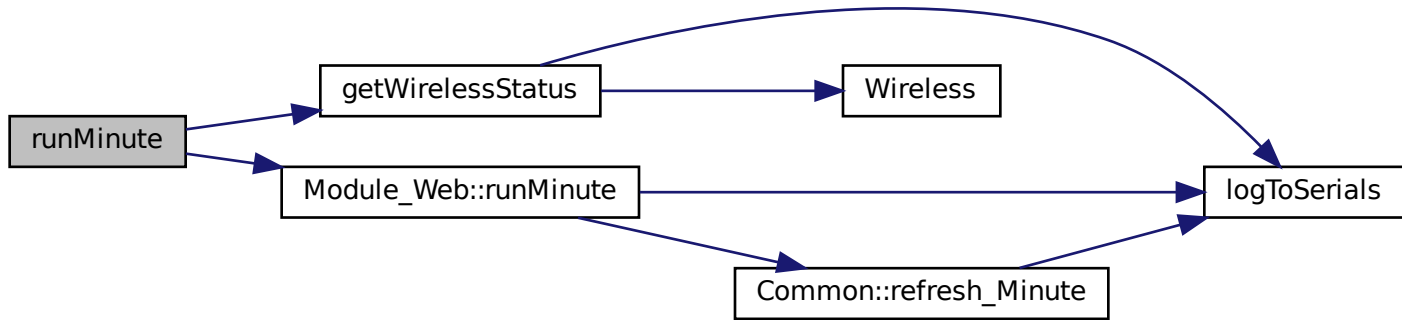 runMinute
getWirelessStatus
Wireless
Module_Web::runMinute
logToSerials
Common::refresh_Minute